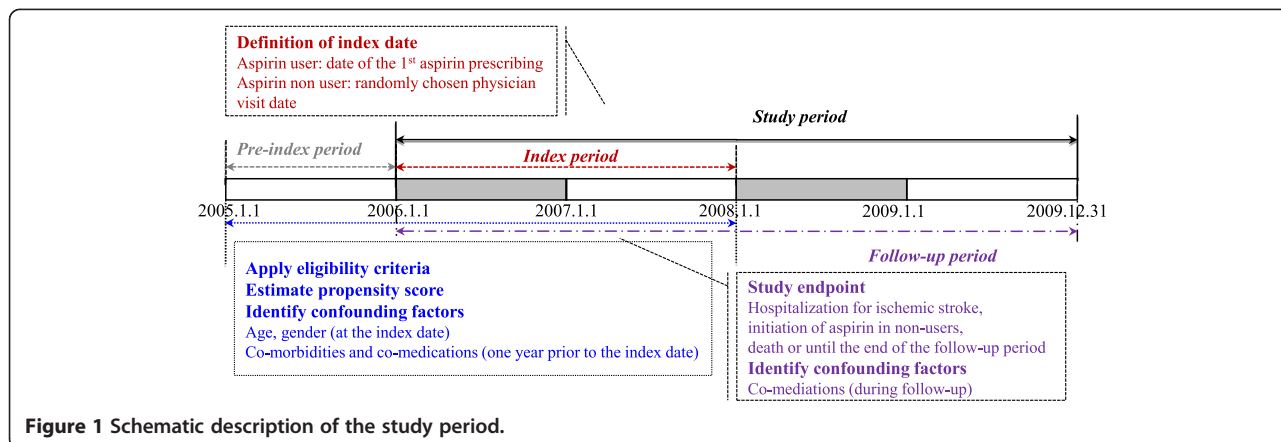 Definition of index date
Aspirin user: date of the 1st aspirin prescribing
Aspirin non user: randomly chosen physician
visit date
Study period
Pre-index period
Index period
2005.1.1
2006.1.1
2007.1.1
2008.1.1
2009.1.1
2009.12.31
Follow-up period
Apply eligibility criteria
Estimate propensity score
Identify confounding factors
Age, gender (at the index date)
Co-morbidities and co-medications (one year prior to the index date)
Study endpoint
Hospitalization for ischemic stroke,
initiation of aspirin in non-users,
death or until the end of the follow-up period
Identify confounding factors
Co-mediations (during follow-up)
Figure 1 Schematic description of the study period.